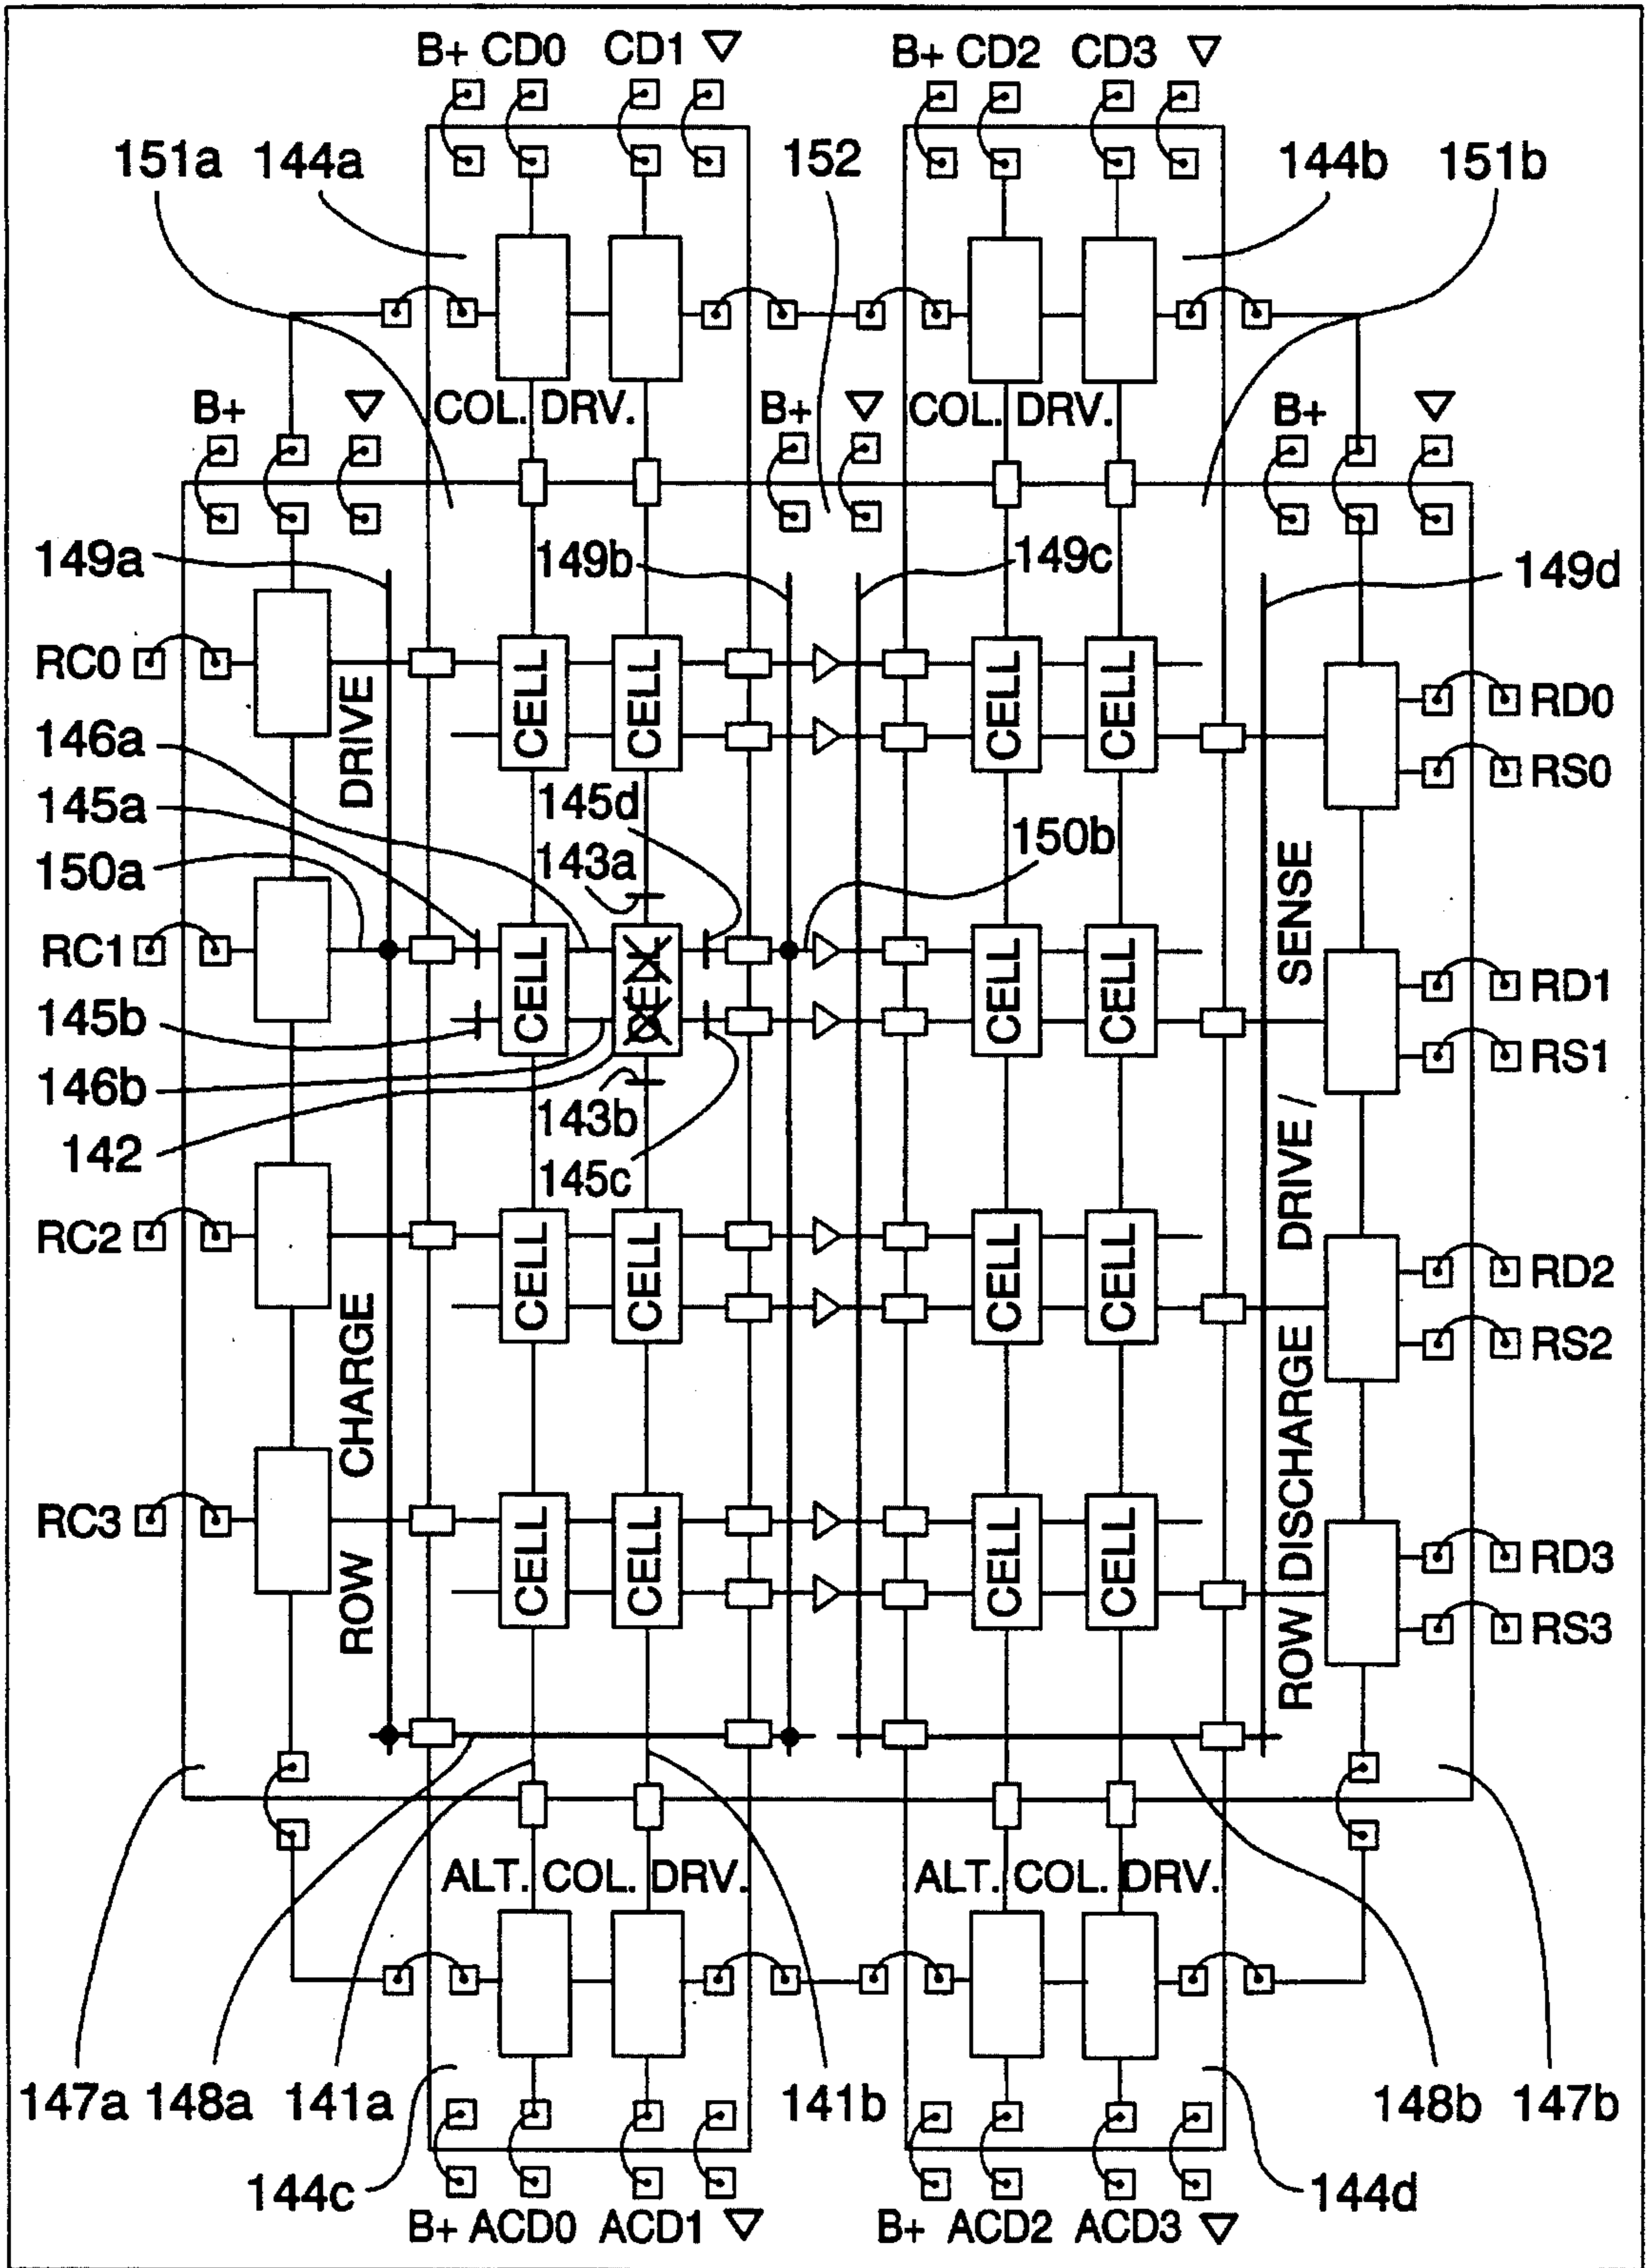 B+ CD0 CD1 ▽ B+ CD2 CD3 ▽
151a 144a 152 144b 151b
B+ ▽ COL. DRV. B+ ▽ COL. DRV. B+ ▽
149a 149b 149c 149d
RC0 CELL CELL CELL CELL RD0
RS0
146a
145a 145d
150a 143a 150b
RC1 CELL CELL CELL CELL RD1
145b RS1
146b
142 143b
145c
RC2 CELL CELL CELL CELL RD2
RS2
RC3 CELL CELL CELL CELL RD3
RS3
ROW CHARGE DRIVE
ROW DISCHARGE DRIVE / SENSE
ALT. COL. DRV. ALT. COL. DRV.
147a 148a 141a 141b 148b 147b
144c 144d
B+ ACD0 ACD1 ▽ B+ ACD2 ACD3 ▽